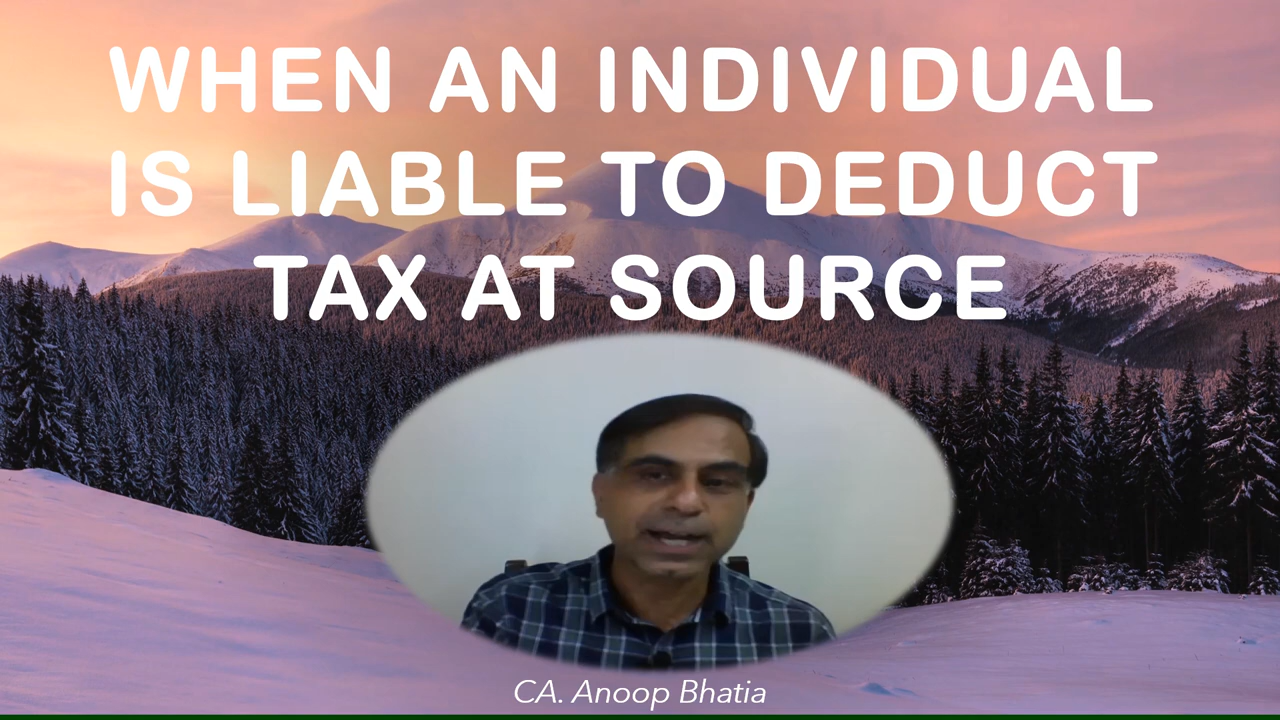 WHEN AN INDIVIDUAL
IS LIABLE TO DEDUCT
TAX AT SOURCE
CA. Anoop Bhatia